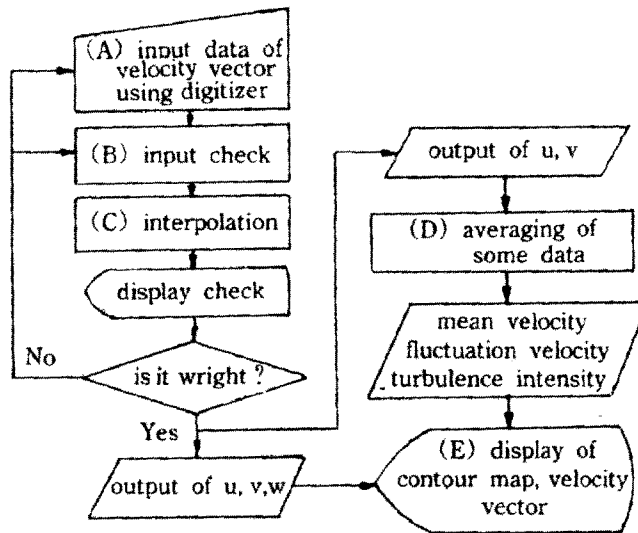 (A) input data of
velocity vector
using digitizer
(B) input check
(C) interpolation
display check
No
is it wright?
Yes
output of u, v, w
output of u, v
(D) averaging of
some data
mean velocity
fluctuation velocity
turbulence intensity
(E) display of
contour map, velocity
vector